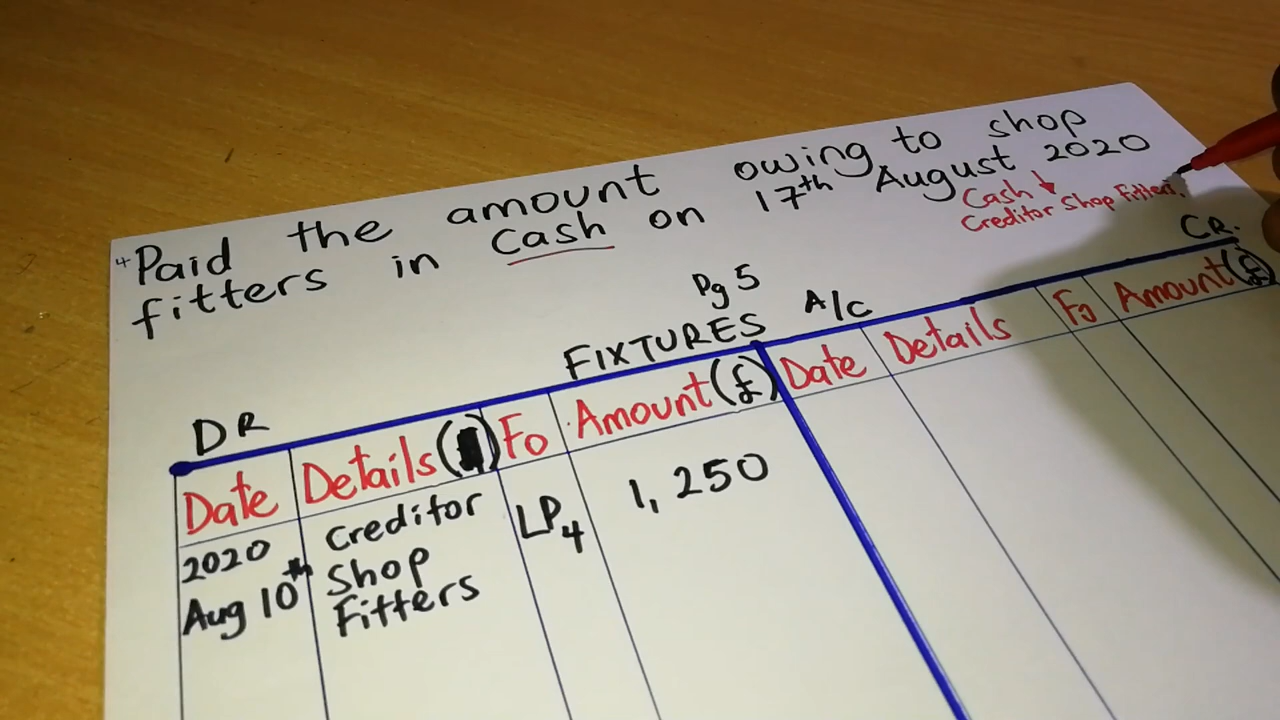 4 Paid the amount owing to shop
fitters in Cash on 17th August 2020
Cash ↓
Creditor Shop Fitters
Pg 5
FIXTURES A/C
DR CR.
Date Details Fo Amount (£) Date Details Fo Amount (£)
2020 Creditor LP4 1,250
Aug 10th Shop
Fitters